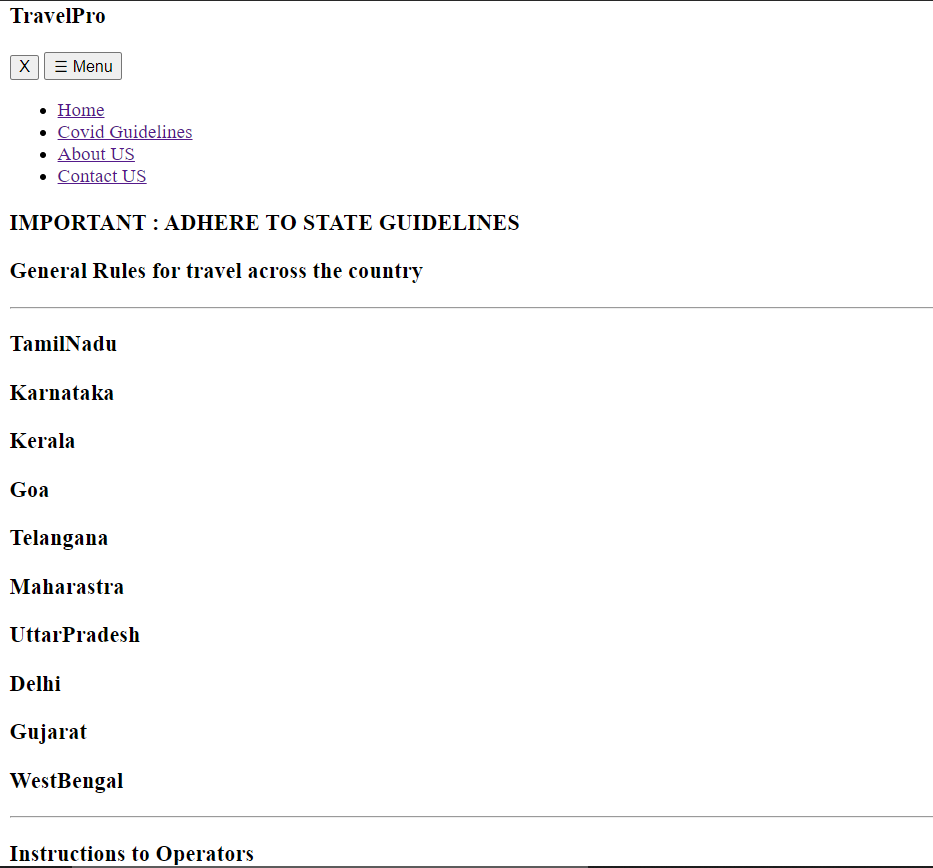 TravelPro
X ☰ Menu
Home
Covid Guidelines
About US
Contact US
IMPORTANT : ADHERE TO STATE GUIDELINES
General Rules for travel across the country
TamilNadu
Karnataka
Kerala
Goa
Telangana
Maharastra
UttarPradesh
Delhi
Gujarat
WestBengal
Instructions to Operators